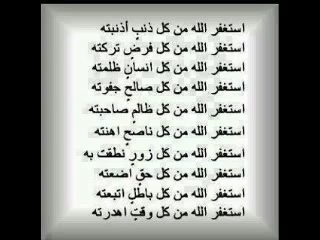 استغفر الله من كل ذنبٍ أذنبته
استغفر الله من كل فرضٍ تركته
استغفر الله من كل انسانٍ ظلمته
استغفر الله من كل صالحٍ جفوته
استغفر الله من كل ظالمٍ صاحبته
استغفر الله من كل ناصحٍ اهنته
استغفر الله من كل زورٍ نطقت به
استغفر الله من كل حقٍ اضعته
استغفر الله من كل باطلٍ اتبعته
استغفر الله من كل وقتٍ اهدرته